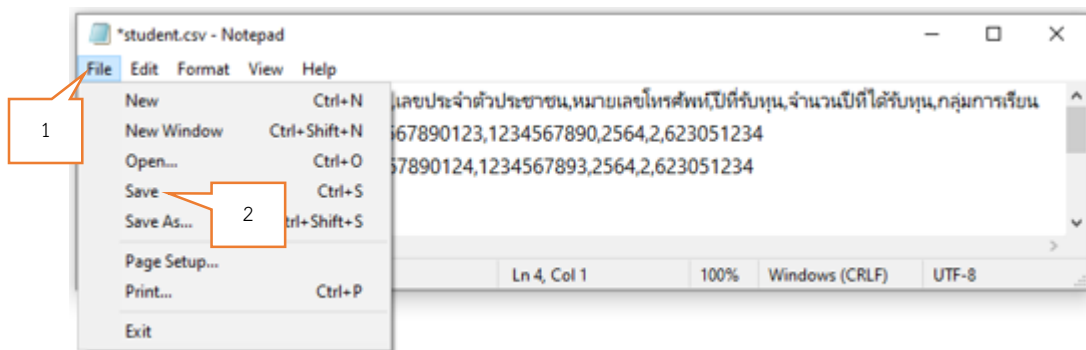 *student.csv - Notepad
File Edit Format View Help
1
New Ctrl+N
,เลขประจำตัวประชาชน,หมายเลขโทรศัพท์,ปีที่รับทุน,จำนวนปีที่ได้รับทุน,กลุ่มการเรียน
New Window Ctrl+Shift+N
567890123,1234567890,2564,2,623051234
Open... Ctrl+O
57890124,1234567893,2564,2,623051234
Save Ctrl+S
2
Save As... Ctrl+Shift+S
Page Setup...
Ln 4, Col 1 100% Windows (CRLF) UTF-8
Print... Ctrl+P
Exit